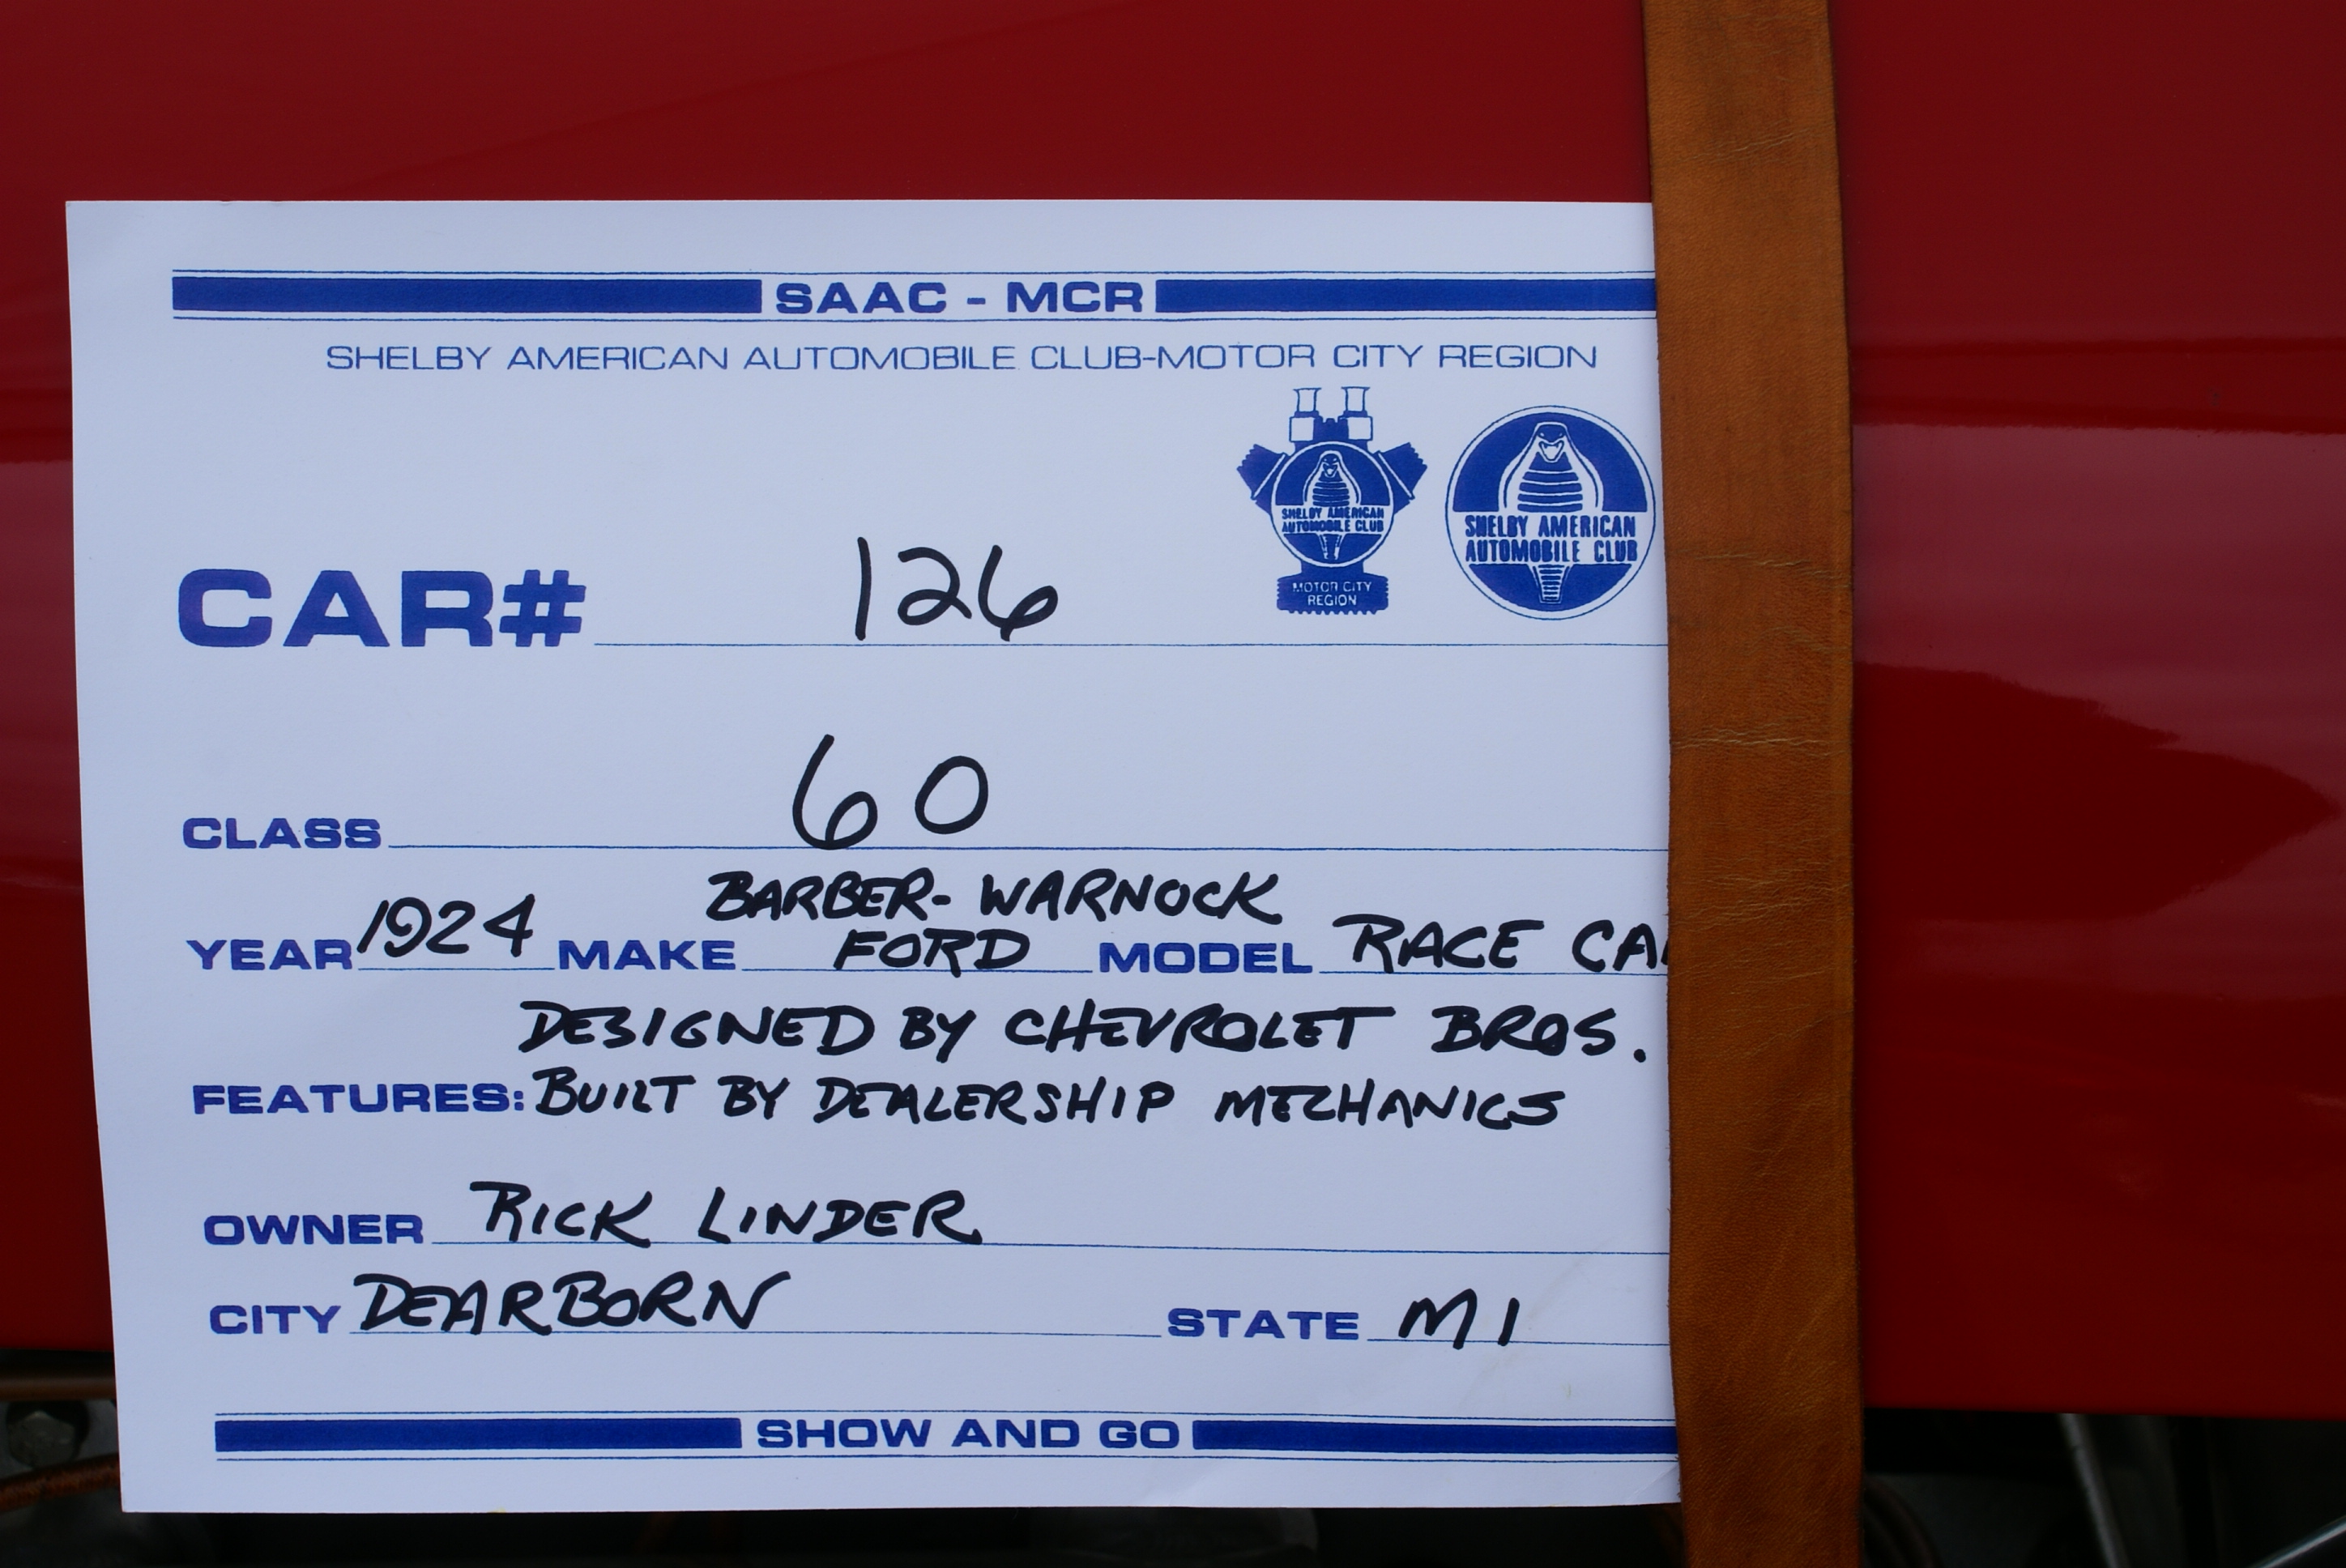 SAAC - MCR
SHELBY AMERICAN AUTOMOBILE CLUB-MOTOR CITY REGION
SHELBY AMERICAN
AUTOMOBILE CLUB
MOTOR CITY
REGION
SHELBY AMERICAN
AUTOMOBILE CLUB
CAR# 126
CLASS 60
BARBER-WARNOCK
YEAR 1924 MAKE FORD MODEL RACE CA
DESIGNED BY CHEVROLET BROS.
FEATURES: BUILT BY DEALERSHIP MECHANICS
OWNER RICK LINDER
CITY DEARBORN STATE MI
SHOW AND GO